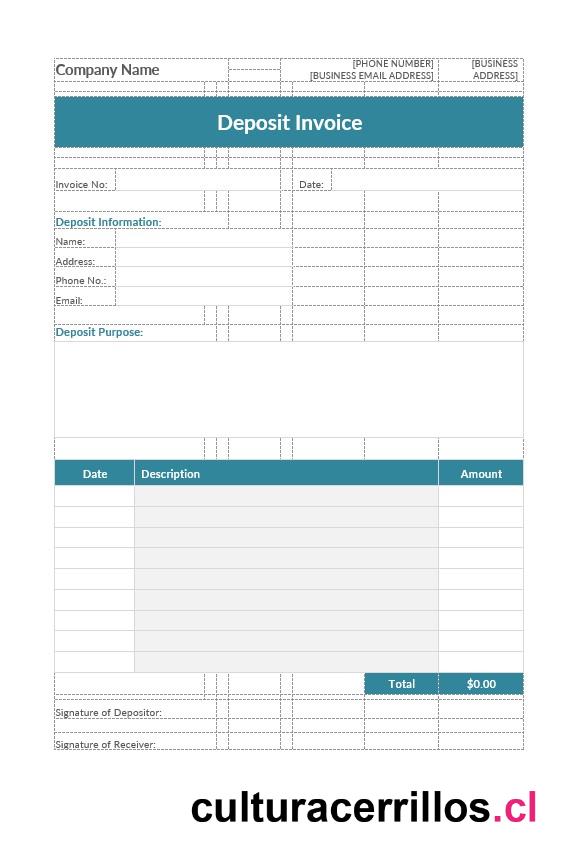 Company Name
[PHONE NUMBER]
[BUSINESS EMAIL ADDRESS]
[BUSINESS
ADDRESS]
Deposit Invoice
Invoice No:
Date:
Deposit Information:
Name:
Address:
Phone No.:
Email:
Deposit Purpose:
Date Description Amount
Total $0.00
Signature of Depositor:
Signature of Receiver:
culturacerrillos.cl